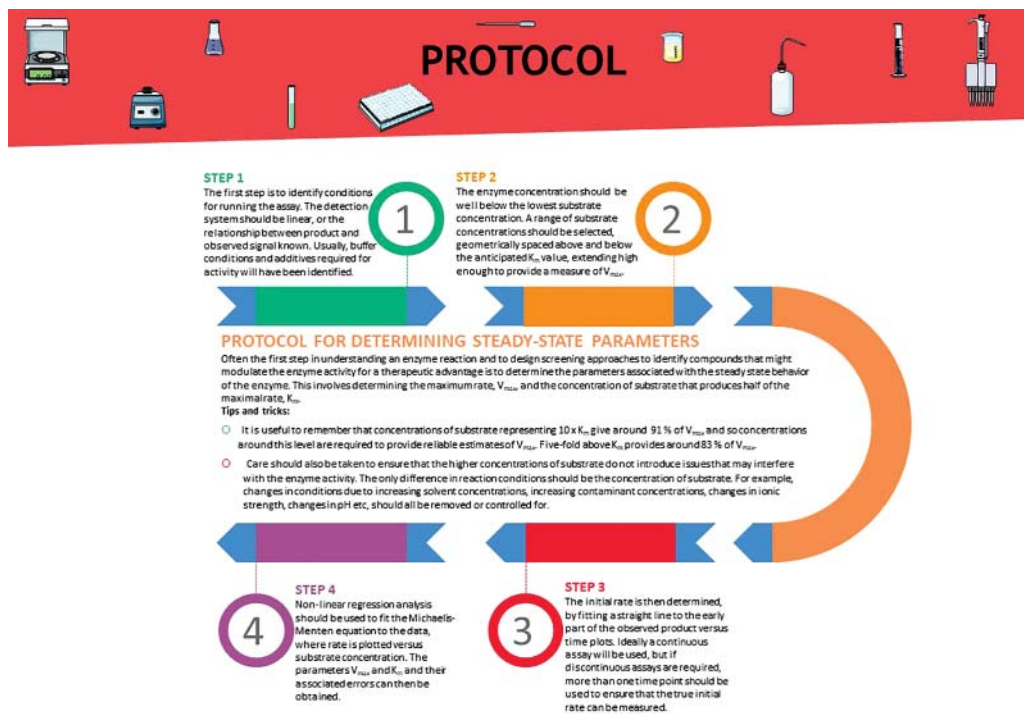 PROTOCOL
STEP 1
The first step is to identify conditions
for running the assay. The detection
system should be linear, or the
relationship between product and
observed signal known. Usually, buffer
conditions and additives required for
activity will have been identified.
1
STEP 2
The enzyme concentration should be
well below the lowest substrate
concentration. A range of substrate
concentrations should be selected,
geometrically spaced above and below
the anticipated Km value, extending high
enough to provide a measure of Vmax.
2
PROTOCOL FOR DETERMINING STEADY-STATE PARAMETERS
Often the first step in understanding an enzyme reaction and to design screening approaches to identify compounds that might
modulate the enzyme activity for a therapeutic advantage is to determine the parameters associated with the steady state behavior
of the enzyme. This involves determining the maximum rate, Vmax, and the concentration of substrate that produces half of the
maximal rate, Km.
Tips and tricks:
It is useful to remember that concentrations of substrate representing 10 x Km give around 91 % of Vmax and so concentrations
around this level are required to provide reliable estimates of Vmax. Five-fold above Km provides around 83 % of Vmax.
Care should also be taken to ensure that the higher concentrations of substrate do not introduce issues that may interfere
with the enzyme activity. The only difference in reaction conditions should be the concentration of substrate. For example,
changes in conditions due to increasing solvent concentrations, increasing contaminant concentrations, changes in ionic
strength, changes in pH etc, should all be removed or controlled for.
STEP 4
Non-linear regression analysis
should be used to fit the Michaelis-
Menten equation to the data,
where rate is plotted versus
substrate concentration. The
parameters Vmax and Km and their
associated errors can then be
obtained.
4
STEP 3
The initial rate is then determined,
by fitting a straight line to the early
part of the observed product versus
time plots. Ideally a continuous
assay will be used, but if
discontinuous assays are required,
more than one time point should be
used to ensure that the true initial
rate can be measured.
3